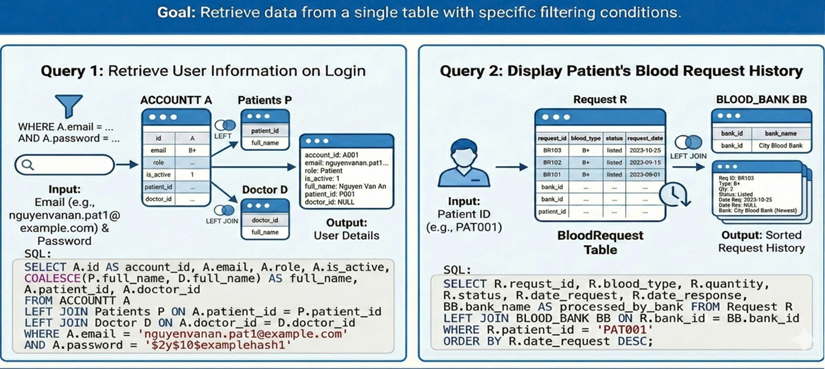 Goal: Retrieve data from a single table with specific filtering conditions.
Query 1: Retrieve User Information on Login
WHERE A.email = ...
AND A.password = ...
Input:
Email (e.g.,
nguyenvanan.pat1@
example.com) &
Password
ACCOUNTT A
id A
email B+
role ...
is_active 1
patient_id ...
doctor_id ...
LEFT
LEFT JOIN
Patients P
patient_id
full_name
Doctor D
doctor_id
full_name
account_id: A001
email: nguyenvanan.pat1...
role: Patient
is_active: 1
full_name: Nguyen Van An
patient_id: P001
doctor_id: NULL
Output:
User Details
SQL:
SELECT A.id AS account_id, A.email, A.role, A.is_active,
COALESCE(P.full_name, D.full_name) AS full_name,
A.patient_id, A.doctor_id
FROM ACCOUNTT A
LEFT JOIN Patients P ON A.patient_id = P.patient_id
LEFT JOIN Doctor D ON A.doctor_id = D.doctor_id
WHERE A.email = 'nguyenvanan.pat1@example.com'
AND A.password = '$2y$10$examplehash1'
Query 2: Display Patient's Blood Request History
Input:
Patient ID
(e.g., PAT001)
Request R
request_id blood_type status request_date
BR103 B+ listed 2023-10-25
BR102 B+ listed 2023-09-15
BR101 B+ listed 2023-08-01
bank_id ... ... ...
bank_id ... ... ...
patient_id ... ... ...
BloodRequest
Table
LEFT JOIN
BLOOD_BANK BB
bank_id bank_name
bank_id City Blood Bank
Req ID: BR103
Type: B+
Qty: 2
Status: Listed
Date Req: 2023-10-25
Date Res: NULL
Bank: City Blood Bank (Newest)
Output: Sorted
Request History
SQL:
SELECT R.requst_id, R.blood_type, R.quantity,
R.status, R.date_request, R.date_response,
BB.bank_name AS processed_by_bank FROM Request R
LEFT JOIN BLOOD_BANK BB ON R.bank_id = BB.bank_id
WHERE R.patient_id = 'PAT001'
ORDER BY R.date_request DESC;